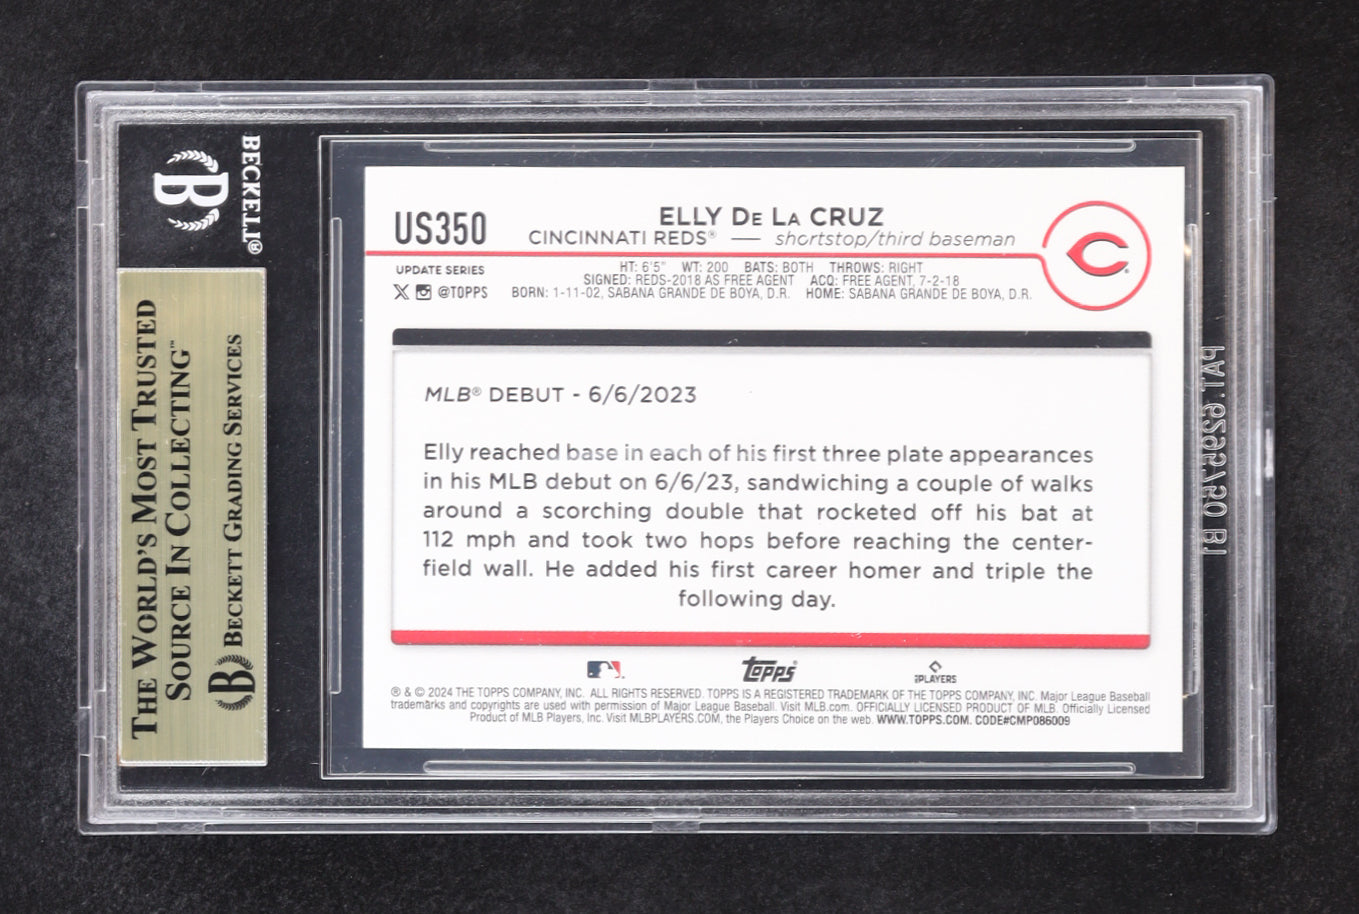 BECKETT®
B
THE WORLD'S MOST TRUSTED
SOURCE IN COLLECTING™
B BECKETT GRADING SERVICES
US350
ELLY DE LA CRUZ
CINCINNATI REDS® — shortstop/third baseman
C
UPDATE SERIES
X @TOPPS
HT: 6'5" WT: 200 BATS: BOTH THROWS: RIGHT
SIGNED: REDS-2018 AS FREE AGENT ACQ: FREE AGENT, 7-2-18
BORN: 1-11-02, SABANA GRANDE DE BOYA, D.R. HOME: SABANA GRANDE DE BOYA, D.R.
MLB® DEBUT - 6/6/2023
Elly reached base in each of his first three plate appearances
in his MLB debut on 6/6/23, sandwiching a couple of walks
around a scorching double that rocketed off his bat at
112 mph and took two hops before reaching the center-
field wall. He added his first career homer and triple the
following day.
topps®
PLAYERS
® & © 2024 THE TOPPS COMPANY, INC. ALL RIGHTS RESERVED. TOPPS IS A REGISTERED TRADEMARK OF THE TOPPS COMPANY, INC. Major League Baseball
trademarks and copyrights are used with permission of Major League Baseball. Visit MLB.com. OFFICIALLY LICENSED PRODUCT OF MLB. Officially Licensed
Product of MLB Players, Inc. Visit MLBPLAYERS.COM, the Players Choice on the web. WWW.TOPPS.COM. CODE#CMP086009
PAT. 6295750 B1